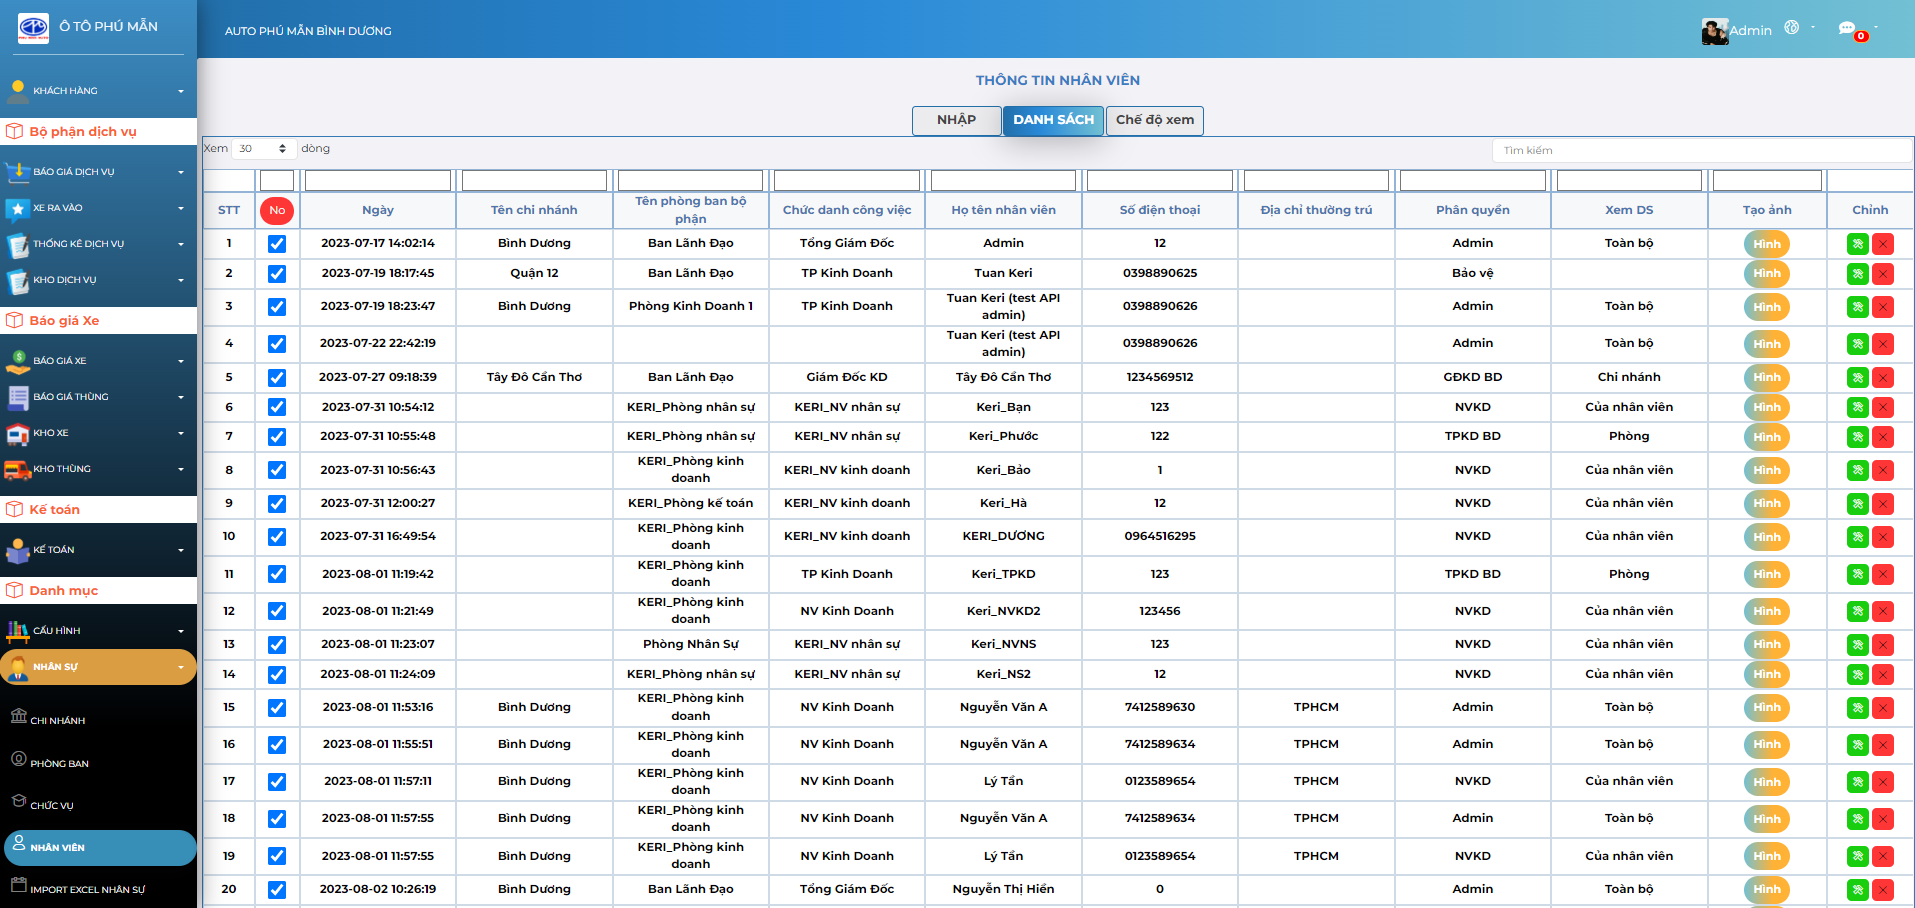 Ô TÔ PHÚ MẪN
AUTO PHÚ MẪN BÌNH DƯƠNG
Admin
0
KHÁCH HÀNG
Bộ phận dịch vụ
BÁO GIÁ DỊCH VỤ
XE RA VÀO
THỐNG KÊ DỊCH VỤ
KHO DỊCH VỤ
Báo giá Xe
BÁO GIÁ XE
BÁO GIÁ THÙNG
KHO XE
KHO THÙNG
Kế toán
KẾ TOÁN
Danh mục
CẤU HÌNH
NHÂN SỰ
CHI NHÁNH
PHÒNG BAN
CHỨC VỤ
NHÂN VIÊN
IMPORT EXCEL NHÂN SỰ
THÔNG TIN NHÂN VIÊN
NHẬP DANH SÁCH Chế độ xem
Xem 30 dòng Tìm kiếm
STT No Ngày Tên chi nhánh Tên phòng ban bộ phận Chức danh công việc Họ tên nhân viên Số điện thoại Địa chỉ thường trú Phân quyền Xem DS Tạo ảnh Chỉnh
1 2023-07-17 14:02:14 Bình Dương Ban Lãnh Đạo Tổng Giám Đốc Admin 12 Admin Toàn bộ Hình
2 2023-07-19 18:17:45 Quận 12 Ban Lãnh Đạo TP Kinh Doanh Tuan Keri 0398890625 Bảo vệ Hình
3 2023-07-19 18:23:47 Bình Dương Phòng Kinh Doanh 1 TP Kinh Doanh Tuan Keri (test API admin) 0398890626 Admin Toàn bộ Hình
4 2023-07-22 22:42:19 Tuan Keri (test API admin) 0398890626 Admin Toàn bộ Hình
5 2023-07-27 09:18:39 Tây Đô Cần Thơ Ban Lãnh Đạo Giám Đốc KD Tây Đô Cần Thơ 1234569512 GĐKD BD Chi nhánh Hình
6 2023-07-31 10:54:12 KERI_Phòng nhân sự KERI_NV nhân sự Keri_Bạn 123 NVKD Của nhân viên Hình
7 2023-07-31 10:55:48 KERI_Phòng nhân sự KERI_NV nhân sự Keri_Phước 122 TPKD BD Phòng Hình
8 2023-07-31 10:56:43 KERI_Phòng kinh doanh KERI_NV kinh doanh Keri_Bảo 1 NVKD Của nhân viên Hình
9 2023-07-31 12:00:27 KERI_Phòng kế toán KERI_NV kinh doanh Keri_Hà 12 NVKD Của nhân viên Hình
10 2023-07-31 16:49:54 KERI_Phòng kinh doanh KERI_NV kinh doanh KERI_DƯƠNG 0964516295 NVKD Của nhân viên Hình
11 2023-08-01 11:19:42 KERI_Phòng kinh doanh TP Kinh Doanh Keri_TPKD 123 TPKD BD Phòng Hình
12 2023-08-01 11:21:49 KERI_Phòng kinh doanh NV Kinh Doanh Keri_NVKD2 123456 NVKD Của nhân viên Hình
13 2023-08-01 11:23:07 Phòng Nhân Sự KERI_NV nhân sự Keri_NVNS 123 NVKD Của nhân viên Hình
14 2023-08-01 11:24:09 KERI_Phòng nhân sự KERI_NV nhân sự Keri_NS2 12 NVKD Của nhân viên Hình
15 2023-08-01 11:53:16 Bình Dương KERI_Phòng kinh doanh NV Kinh Doanh Nguyễn Văn A 7412589630 TPHCM Admin Toàn bộ Hình
16 2023-08-01 11:55:51 Bình Dương KERI_Phòng kinh doanh NV Kinh Doanh Nguyễn Văn A 7412589634 TPHCM Admin Toàn bộ Hình
17 2023-08-01 11:57:11 Bình Dương KERI_Phòng kinh doanh NV Kinh Doanh Lý Tần 0123589654 TPHCM NVKD Của nhân viên Hình
18 2023-08-01 11:57:55 Bình Dương KERI_Phòng kinh doanh NV Kinh Doanh Nguyễn Văn A 7412589634 TPHCM Admin Toàn bộ Hình
19 2023-08-01 11:57:55 Bình Dương KERI_Phòng kinh doanh NV Kinh Doanh Lý Tần 0123589654 TPHCM NVKD Của nhân viên Hình
20 2023-08-02 10:26:19 Bình Dương Ban Lãnh Đạo Tổng Giám Đốc Nguyễn Thị Hiền 0 Admin Toàn bộ Hình